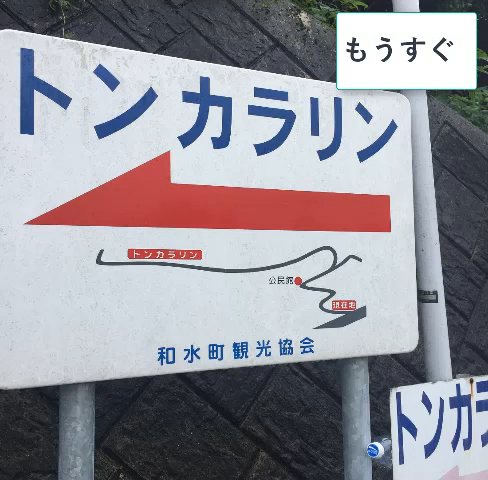 もうすぐ
トンカラリン
トンカラリン
公民館
現在地
和水町観光協会
トンカラ